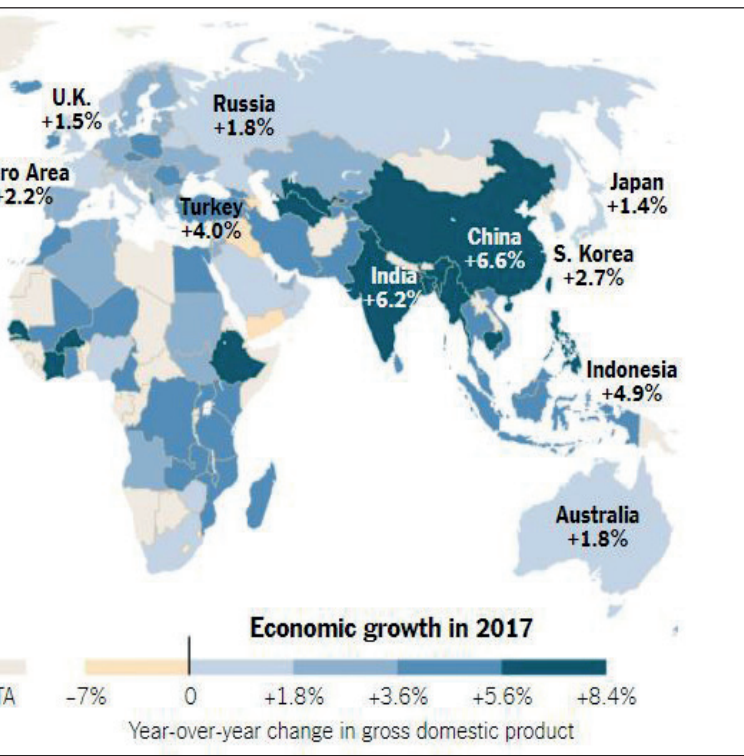 U.K.
+1.5%
Russia
+1.8%
ro Area
+2.2%
Turkey
+4.0%
Japan
+1.4%
China
+6.6%
S. Korea
+2.7%
India
+6.2%
Indonesia
+4.9%
Australia
+1.8%
Economic growth in 2017
TA
–7%
0
+1.8%
+3.6%
+5.6%
+8.4%
Year-over-year change in gross domestic product